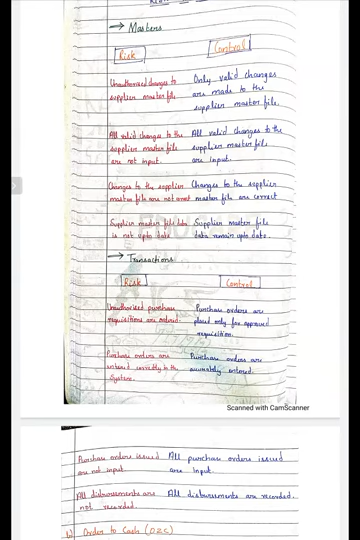 → Masters
Risk Control
Unauthorised changes to Only valid changes
supplier master file are made to the
supplier master file.
All valid changes to the All valid changes to the
supplier master file supplier master file
are not input. are input.
Changes to the supplier Changes to the supplier
master file are not correct master file are correct
Supplier master file data Supplier master file
is not upto date data remain upto date.
→ Transactions
Risk Control
Unauthorised purchase Purchase orders are
requisitions are ordered. placed only for approved
requisition.
Purchase orders are Purchase orders are
entered correctly in the accurately entered.
System.
Scanned with CamScanner
Purchase orders issued All purchase orders issued
are not input are input.
All disbursements are All disbursements are recorded.
not recorded.
b) Order to Cash (O2C)